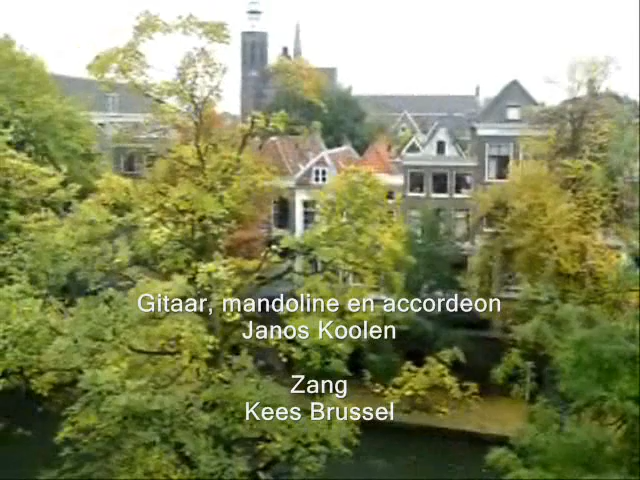 Gitaar, mandoline en accordeon
Janos Koolen
Zang
Kees Brussel